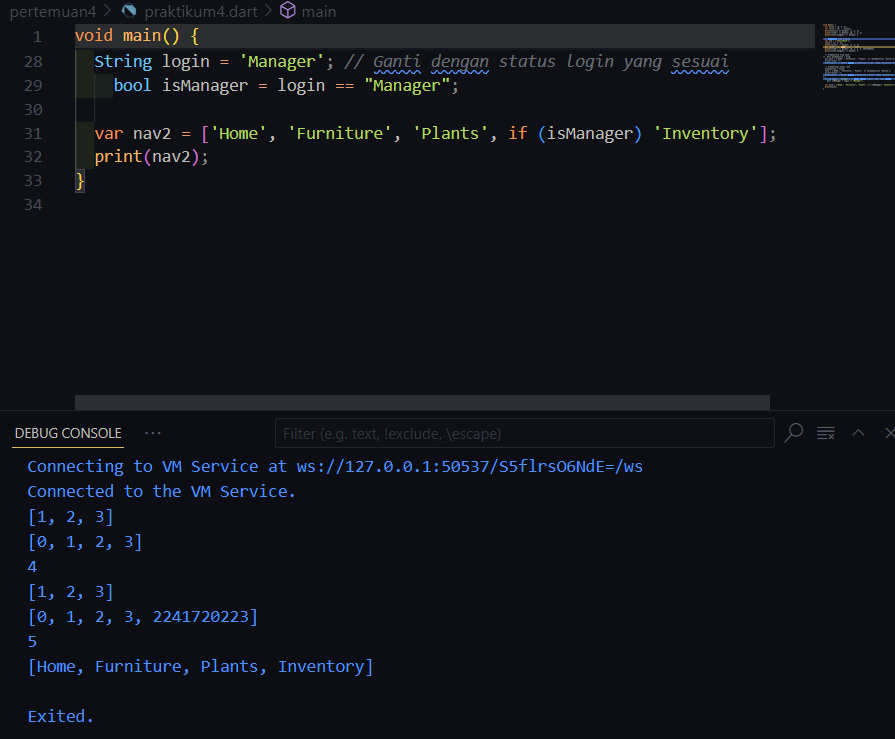 pertemuan4 > praktikum4.dart > main
1 void main() {
28 String login = 'Manager'; // Ganti dengan status login yang sesuai
29 bool isManager = login == "Manager";
30
31 var nav2 = ['Home', 'Furniture', 'Plants', if (isManager) 'Inventory'];
32 print(nav2);
33 }
34
DEBUG CONSOLE ··· Filter (e.g. text, !exclude, \escape)
Connecting to VM Service at ws://127.0.0.1:50537/S5flrsO6NdE=/ws
Connected to the VM Service.
[1, 2, 3]
[0, 1, 2, 3]
4
[1, 2, 3]
[0, 1, 2, 3, 2241720223]
5
[Home, Furniture, Plants, Inventory]
Exited.